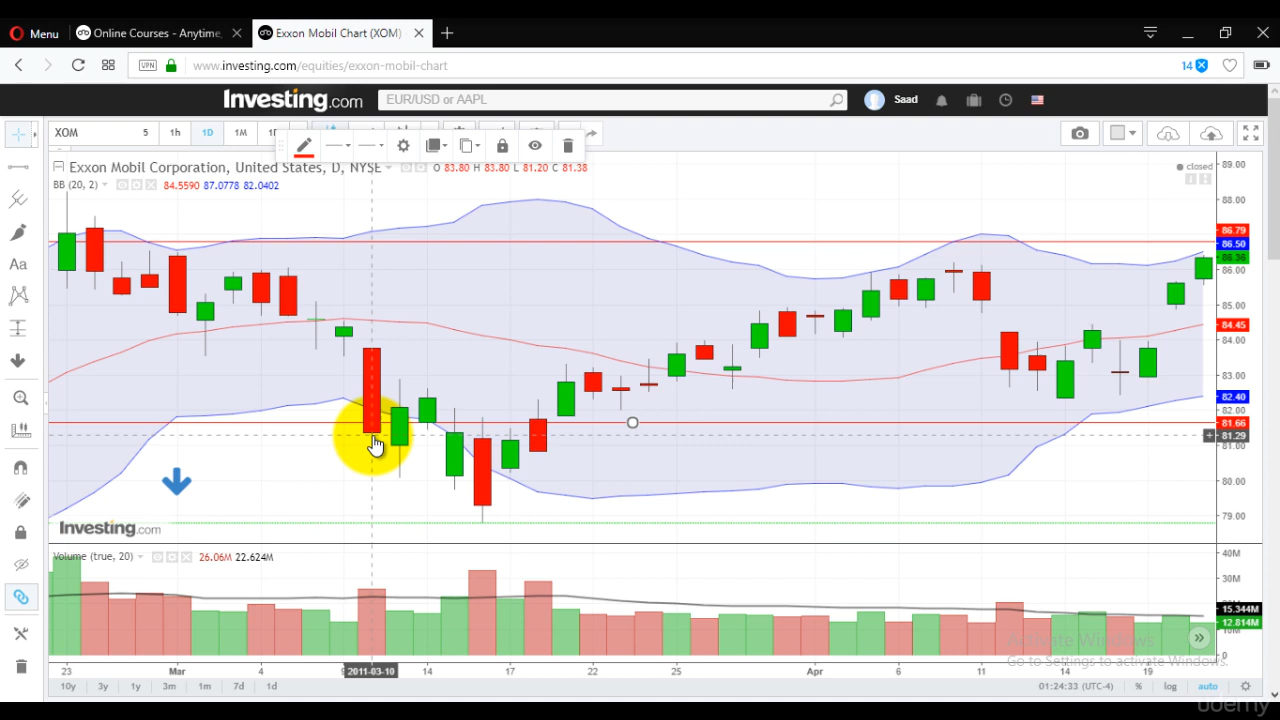 Menu
Online Courses - Anytime,
Exxon Mobil Chart (XOM)
VPN
www.investing.com/equities/exxon-mobil-chart
14
Investing.com
EUR/USD or AAPL
Saad
XOM 5 1h 1D 1M
Exxon Mobil Corporation, United States, D, NYSE O 83.80 H 83.80 L 81.20 C 81.38
closed
BB (20, 2) 84.5590 87.0778 82.0402
Aa
89.00
88.00
86.79
86.50
86.36
86.00
85.00
84.45
84.00
83.00
82.40
82.00
81.66
81.29
81.00
80.00
79.00
Investing.com
Volume (true, 20) 26.06M 22.624M
40M
30M
15.344M
12.814M
10M
0
Activate Windows
Go to Settings to activate Windows.
23 Mar 4 2011-03-10 14 17 22 25 Apr 6 11 14 19
10y 3y 1y 3m 1m 7d 1d 01:24:33 (UTC-4) % log auto
udemy